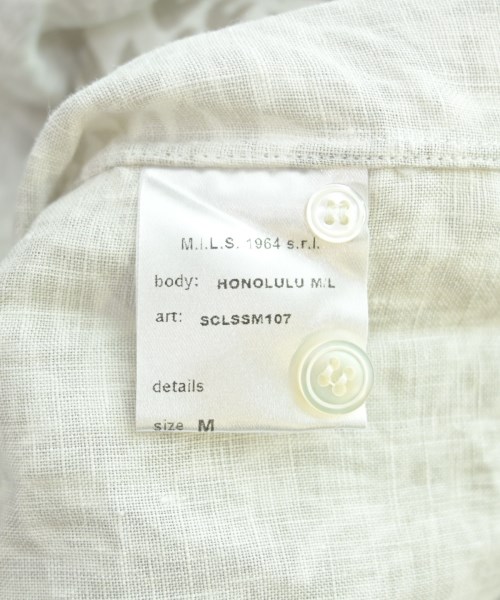 M.I.L.S. 1964 s.r.l.
body: HONOLULU M/L
art: SCLSSM107
details
size M